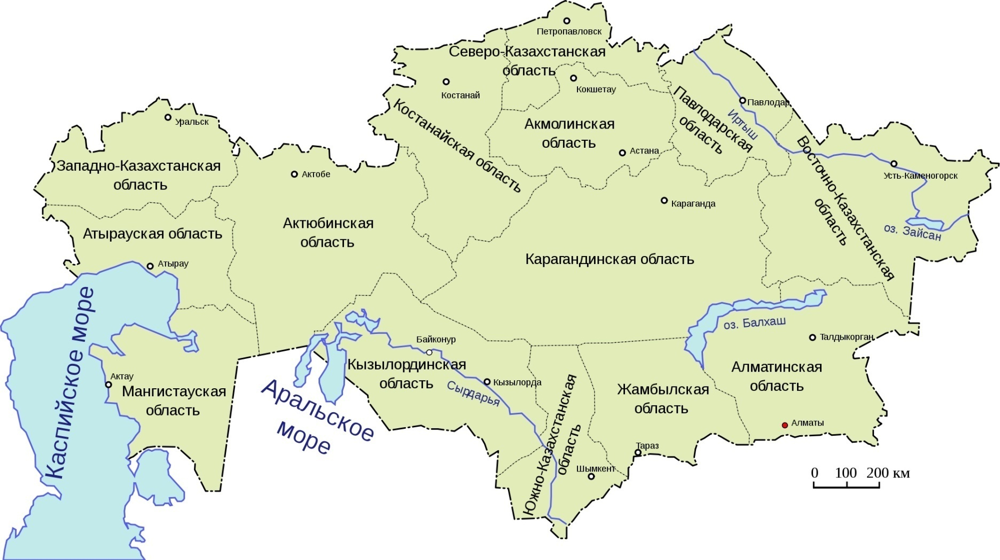 Петропавловск
Северо-Казахстанская
область
Кокшетау
Костанай
Костанайская область
Акмолинская
область
Астана
Павлодарская
область
Павлодар
Иртыш
Уральск
Западно-Казахстанская
область
Актобе
Актюбинская
область
Атырауская область
Атырау
Караганда
Карагандинская область
Восточно-Казахстанская
область
Усть-Каменогорск
оз. Зайсан
оз. Балхаш
Талдыкорган
Каспийское море
Актау
Мангистауская
область
Аральское
море
Байконур
Кызылординская
область
Кызылорда
Сырдарья
Южно-Казахстанская
область
Шымкент
Жамбылская
область
Тараз
Алматинская
область
Алматы
0 100 200 км